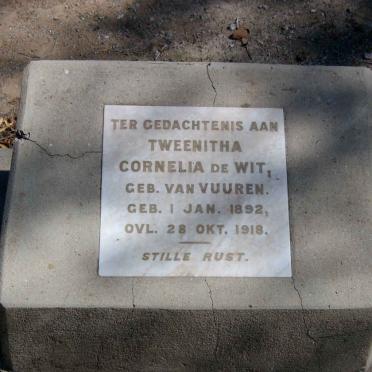 TER GEDACHTENIS AAN
TWEENITHA
CORNELIA DE WIT,
GEB. VAN VUUREN.
GEB. 1 JAN. 1892,
OVL. 28 OKT. 1918.
STILLE RUST.